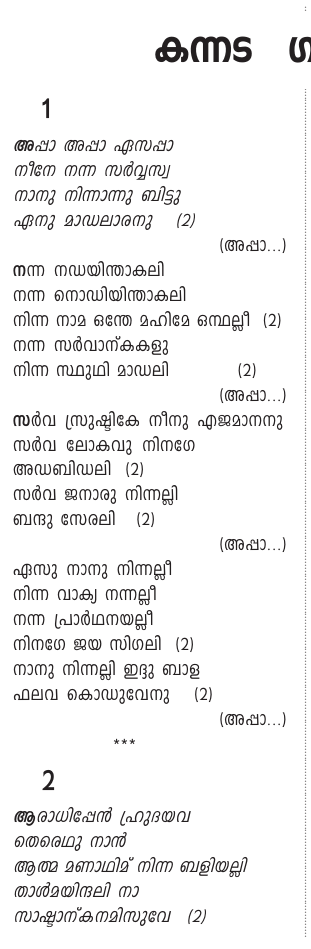 കന്നട ഗ
1
അപ്പാ അപ്പാ ഏസപ്പാ
നീനേ നന്ന സർവ്വസ്വ
നാനു നിന്നാന്നു ബിട്ടു
ഏനു മാഡലാരനു (2)
(അപ്പാ...)
നന്ന നഡയിന്താകലി
നന്ന നൊഡിയിന്താകലി
നിന്ന നാമ ഒന്തേ മഹിമേ ഒന്ഥല്ലീ (2)
നന്ന സർവാന്കകളു
നിന്ന സ്ഥുഥി മാഡലി (2)
(അപ്പാ...)
സർവ സ്രുഷ്ടികേ നീനു എജമാനനു
സർവ ലോകവു നിനഗേ
അഡബിഡലി (2)
സർവ ജനാരു നിന്നല്ലി
ബന്ദു സേരലി (2)
(അപ്പാ...)
ഏസു നാനു നിന്നല്ലീ
നിന്ന വാക്യ നന്നല്ലീ
നന്ന പ്രാർഥനയല്ലീ
നിനഗേ ജയ സിഗലി (2)
നാനു നിന്നല്ലി ഇദ്ദു ബാള
ഫലവ കൊഡുവേനു (2)
(അപ്പാ...)
***
2
ആരാധിപ്പേൻ ഹ്രുദയവ
തെരെഥു നാൻ
ആത്മ മണാഥിമ് നിന്ന ബളിയല്ലി
താൾമയിന്ദലി നാ
സാഷ്ടാന്കനമിസുവേ (2)